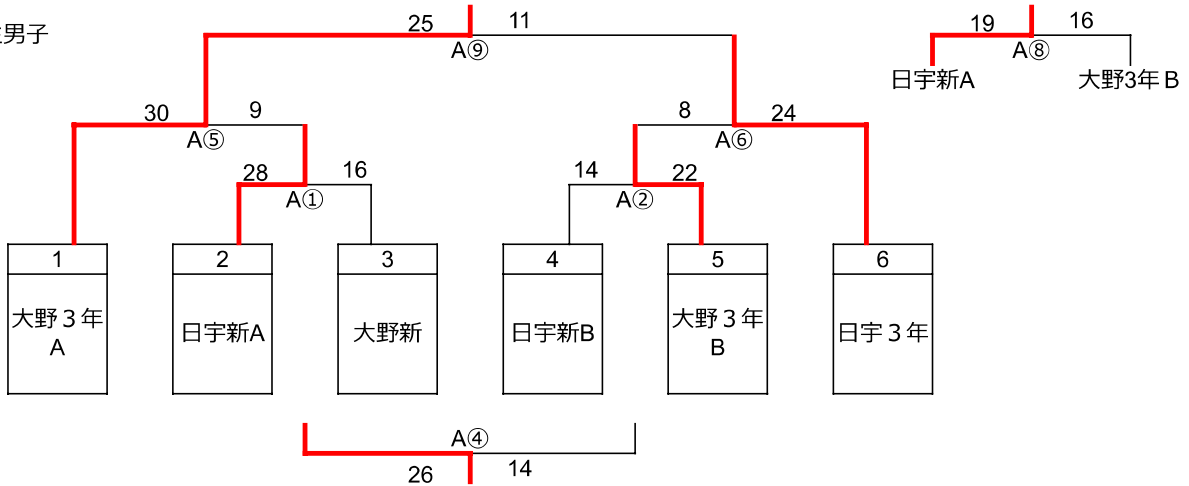 25 11
A⑨
19 16
A⑧
男子
日宇新A 大野3年B
30 9
A⑤
8 24
A⑥
28 16
A①
14 22
A②
1 2 3 4 5 6
大野3年A
日宇新A
大野新
日宇新B
大野3年B
日宇3年
A④
26 14